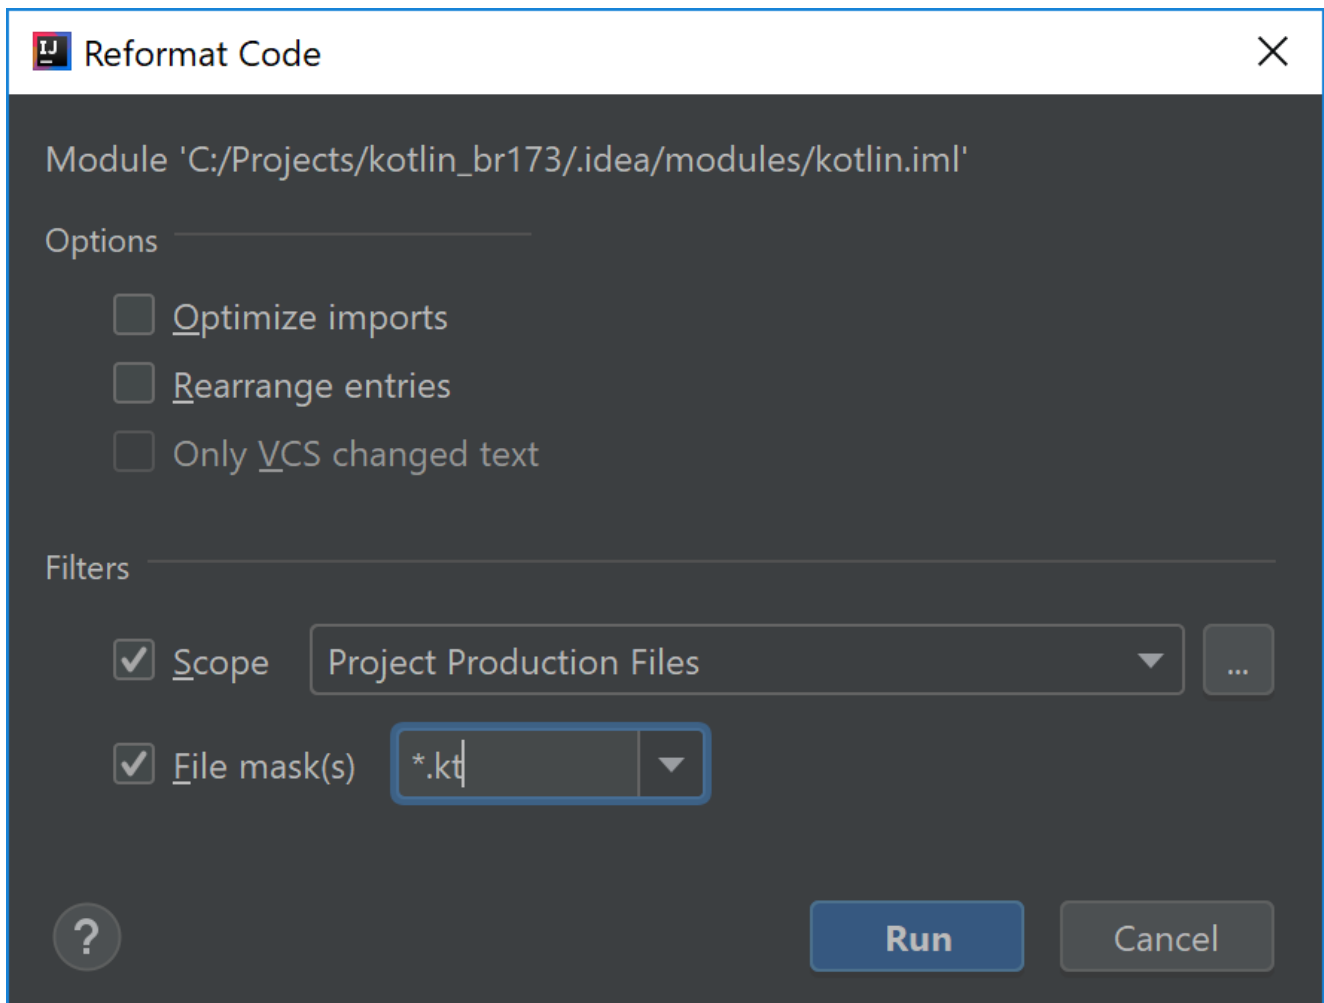 IJ
Reformat Code
Module 'C:/Projects/kotlin_br173/.idea/modules/kotlin.iml'
Options
Optimize imports
Rearrange entries
Only VCS changed text
Filters
Scope Project Production Files ...
File mask(s) *.kt
? Run Cancel